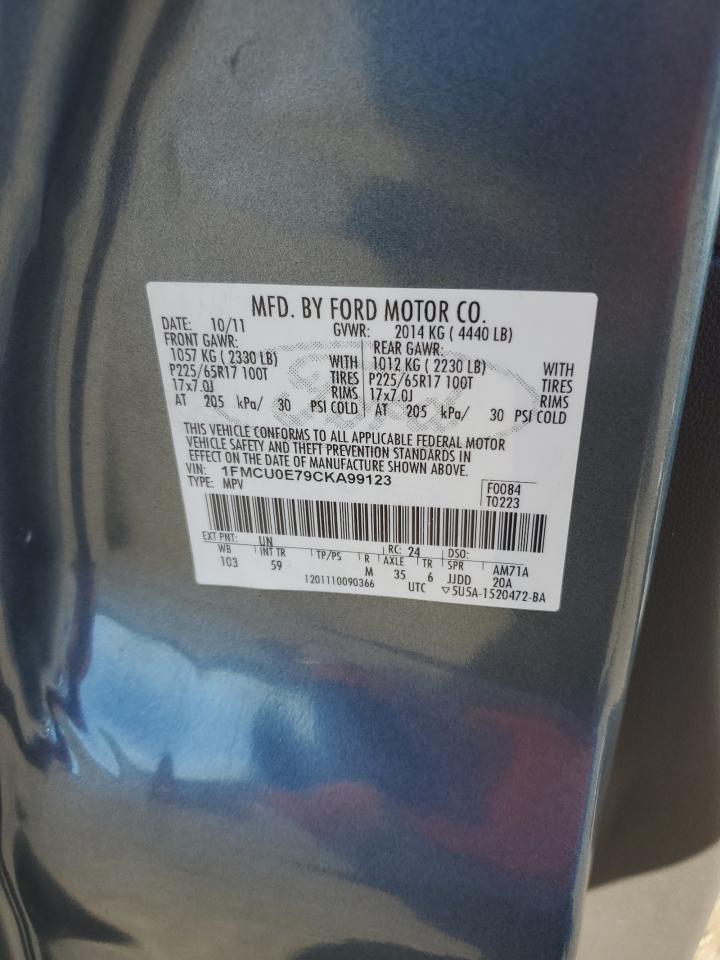 MFD. BY FORD MOTOR CO.
DATE: 10/11 GVWR: 2014 KG ( 4440 LB)
FRONT GAWR: REAR GAWR:
1057 KG ( 2330 LB) WITH 1012 KG ( 2230 LB) WITH
P225/65R17 100T TIRES P225/65R17 100T TIRES
17x7.0J RIMS 17x7.0J RIMS
AT 205 kPa/ 30 PSI COLD AT 205 kPa/ 30 PSI COLD
Ford
THIS VEHICLE CONFORMS TO ALL APPLICABLE FEDERAL MOTOR
VEHICLE SAFETY AND THEFT PREVENTION STANDARDS IN
EFFECT ON THE DATE OF MANUFACTURE SHOWN ABOVE.
VIN: 1FMCU0E79CKA99123
TYPE: MPV
F0084
T0223
EXT PNT: UN RC: 24 DSO:
WB INT TR TP/PS R AXLE TR SPR AM71A
103 59 M 35 6 JJDD 20A
1201110090366 UTC ▽5U5A-1520472-BA